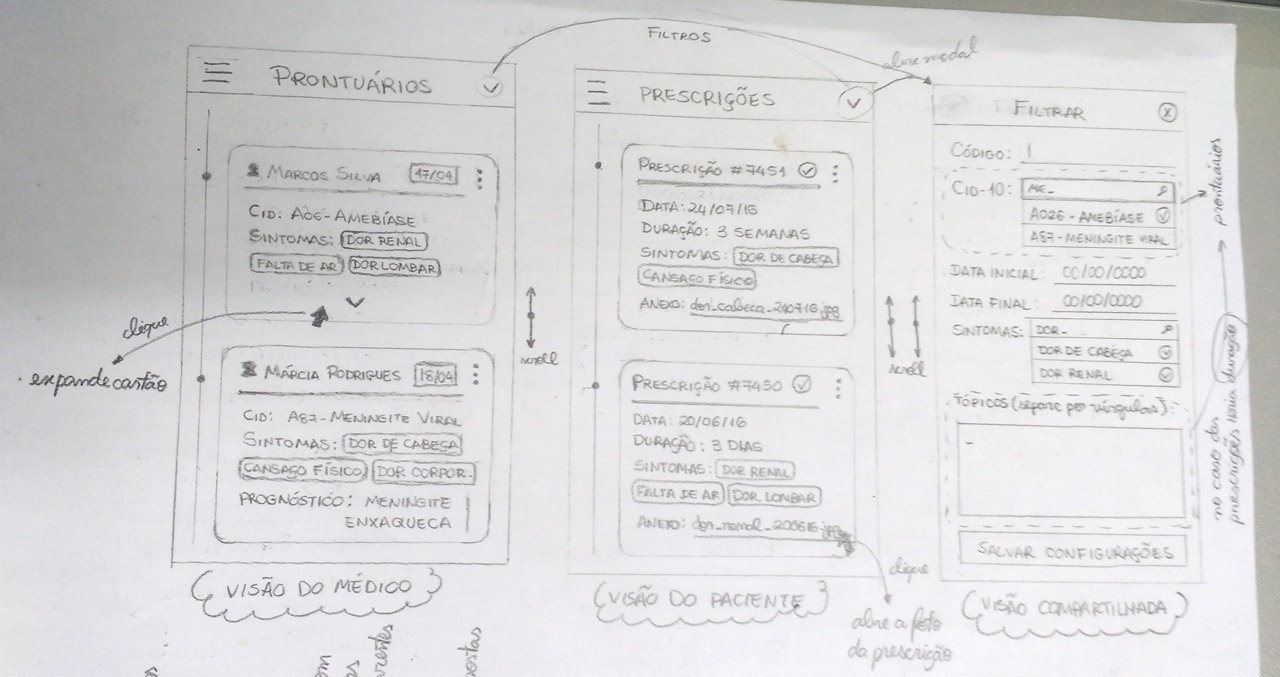 FILTROS
abre modal
PRONTUÁRIOS
MARCOS SILVA 17/04
CID: A06-AMEBÍASE
SINTOMAS: DOR RENAL
FALTA DE AR DOR LOMBAR
clique
expande cartão
MÁRCIA RODRIGUES 18/04
CID: A87-MENINGITE VIRAL
SINTOMAS: DOR DE CABEÇA
CANSAÇO FÍSICO DOR CORPOR.
PROGNÓSTICO: MENINGITE
ENXAQUECA
VISÃO DO MÉDICO
scroll
PRESCRIÇÕES
PRESCRIÇÃO #7451
DATA: 24/07/16
DURAÇÃO: 3 SEMANAS
SINTOMAS: DOR DE CABEÇA
CANSAÇO FÍSICO
ANEXO: dor_cabeca_240716.jpg
PRESCRIÇÃO #7450
DATA: 20/06/16
DURAÇÃO: 3 DIAS
SINTOMAS: DOR RENAL
FALTA DE AR DOR LOMBAR
ANEXO: dor_renal_200616.jpg
VISÃO DO PACIENTE
scroll
clique
abre a foto
da prescrição
FILTRAR X
CÓDIGO:
CID-10: ME_
A026-AMEBÍASE
A87-MENINGITE VIRAL
DATA INICIAL: 00/00/0000
DATA FINAL: 00/00/0000
SINTOMAS: DOR_
DOR DE CABEÇA
DOR RENAL
TÓPICOS (separe por vírgulas):
SALVAR CONFIGURAÇÕES
VISÃO COMPARTILHADA
prontuários
no caso das
prescrições seria duração